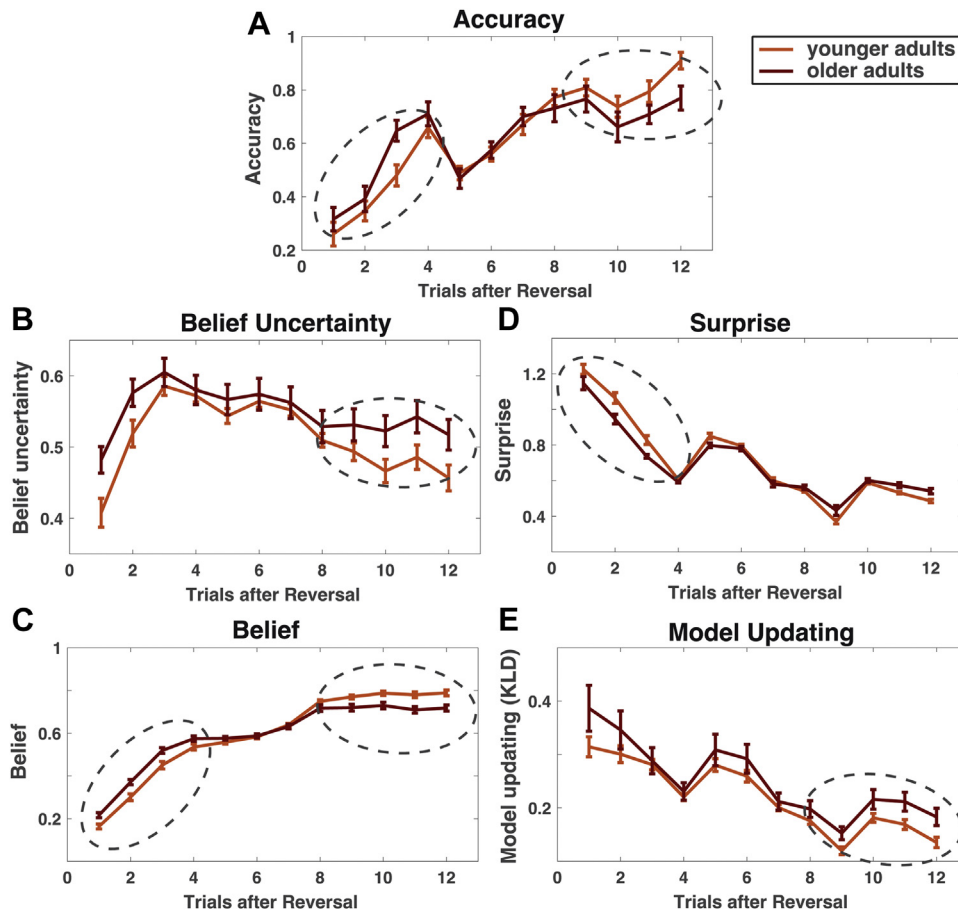 A
Accuracy
younger adults
older adults
Accuracy
1
0.8
0.6
0.4
0.2
0 2 4 6 8 10 12
Trials after Reversal
B
Belief Uncertainty
Belief uncertainty
0.6
0.5
0.4
0 2 4 6 8 10 12
Trials after Reversal
D
Surprise
Surprise
1.2
0.8
0.4
0 2 4 6 8 10 12
Trials after Reversal
C
Belief
Belief
1
0.6
0.2
0 2 4 6 8 10 12
Trials after Reversal
E
Model Updating
Model updating (KLD)
0.4
0.2
0 2 4 6 8 10 12
Trials after Reversal